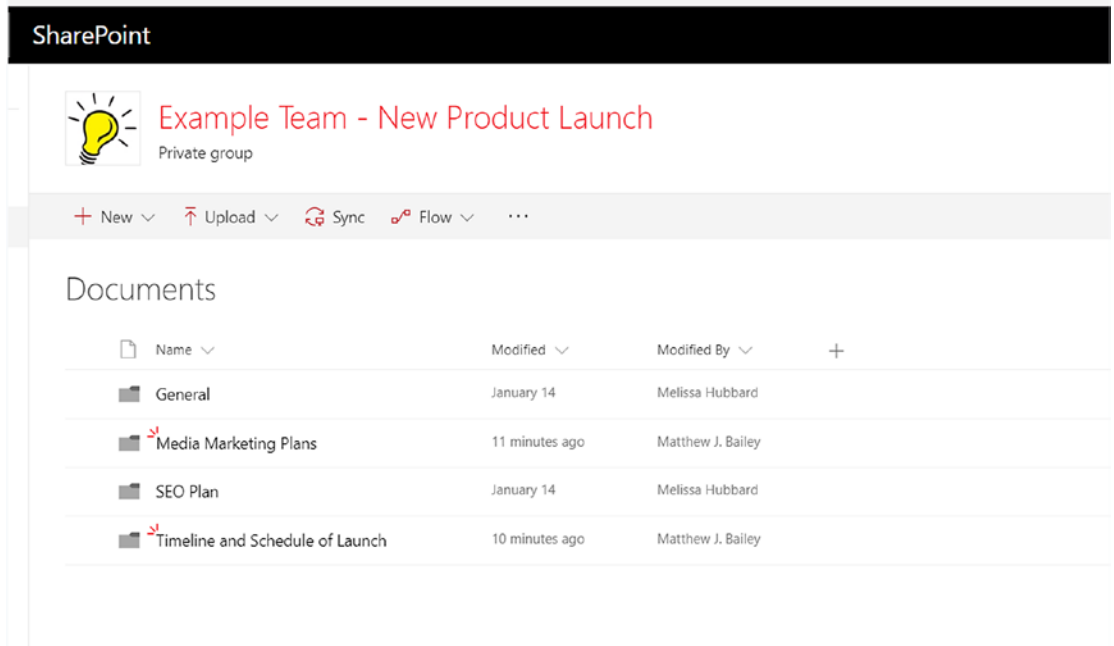 SharePoint
Example Team - New Product Launch
Private group
New Upload Sync Flow ...
Documents
Name Modified Modified By
General January 14 Melissa Hubbard
Media Marketing Plans 11 minutes ago Matthew J. Bailey
SEO Plan January 14 Melissa Hubbard
Timeline and Schedule of Launch 10 minutes ago Matthew J. Bailey